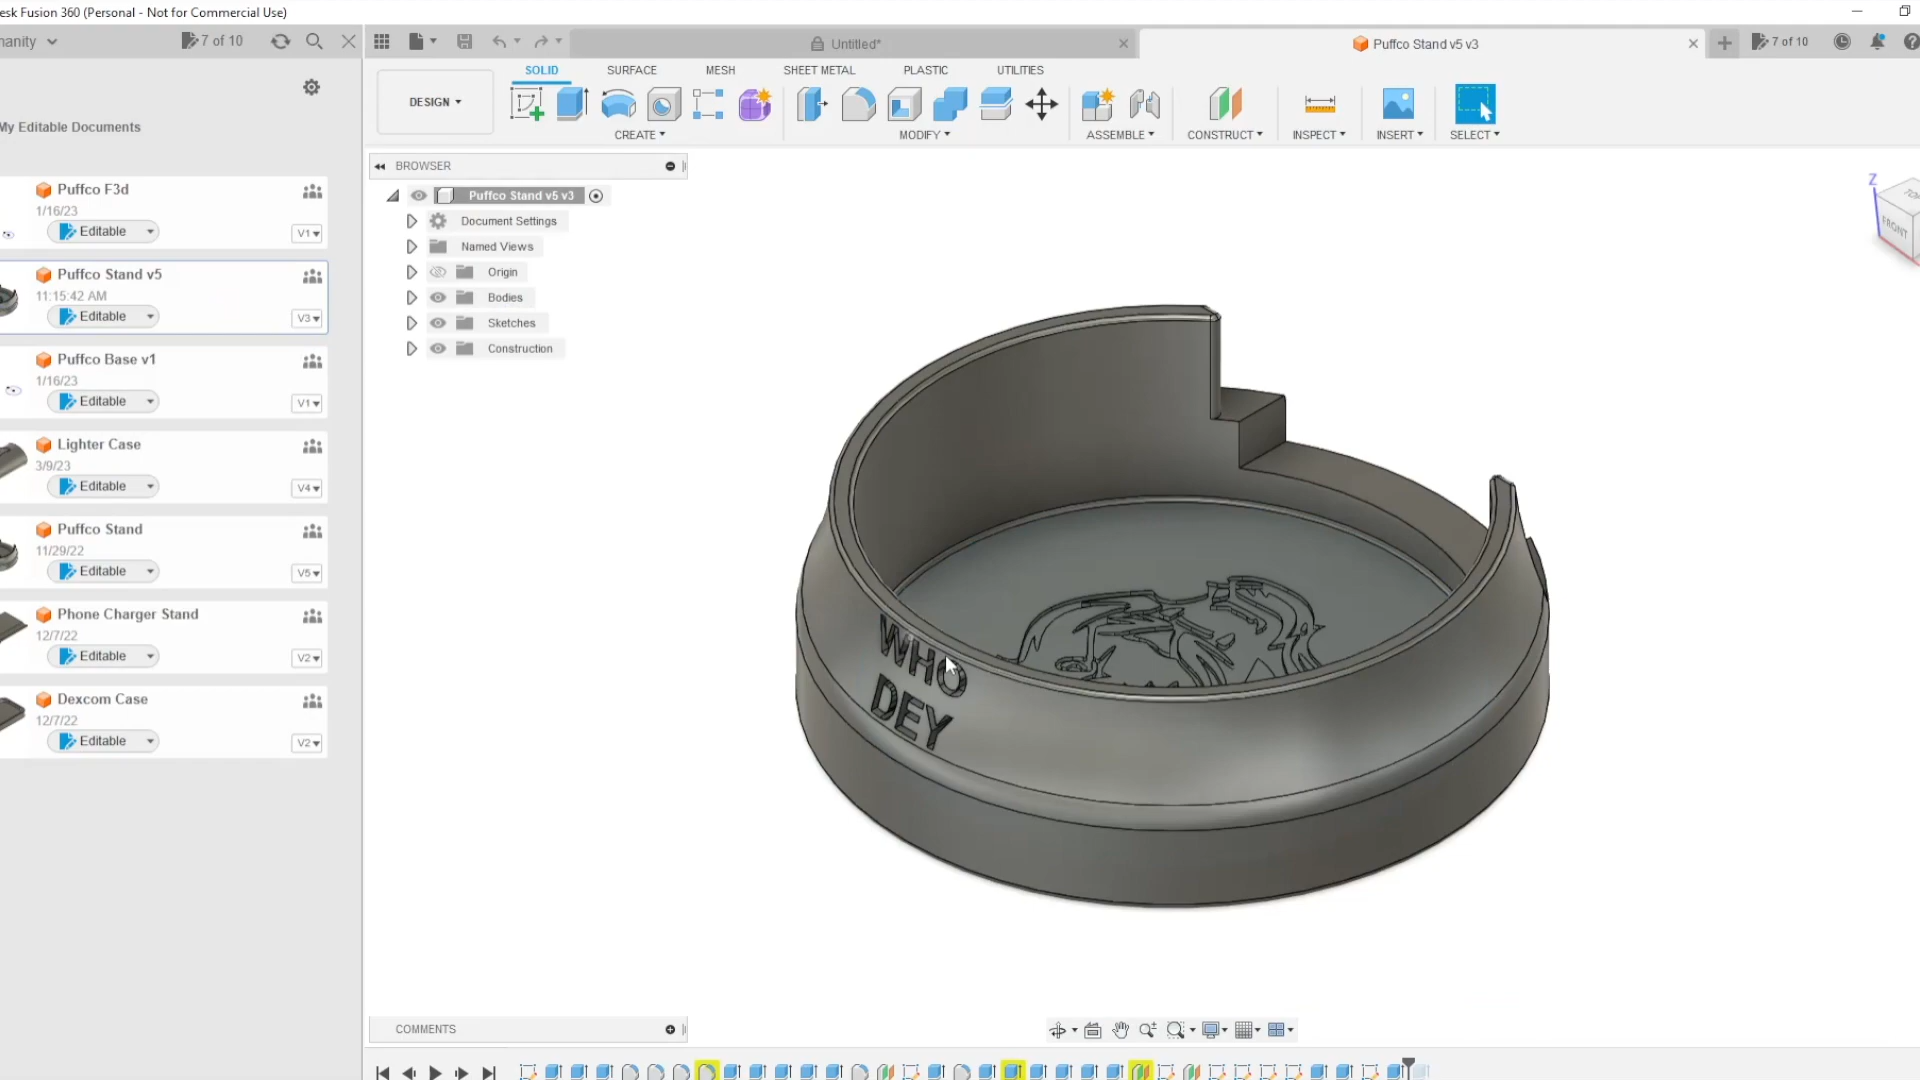 esk Fusion 360 (Personal - Not for Commercial Use)
anity
7 of 10
Untitled*
Puffco Stand v5 v3
7 of 10
SOLID
SURFACE
MESH
SHEET METAL
PLASTIC
UTILITIES
DESIGN
CREATE
MODIFY
ASSEMBLE
CONSTRUCT
INSPECT
INSERT
SELECT
My Editable Documents
Puffco F3d
1/16/23
Editable
V1
Puffco Stand v5
11:15:42 AM
Editable
V3
Puffco Base v1
1/16/23
Editable
V1
Lighter Case
3/9/23
Editable
V4
Puffco Stand
11/29/22
Editable
V5
Phone Charger Stand
12/7/22
Editable
V2
Dexcom Case
12/7/22
Editable
V2
BROWSER
Puffco Stand v5 v3
Document Settings
Named Views
Origin
Bodies
Sketches
Construction
Z
FRONT
WHO
DEY
COMMENTS